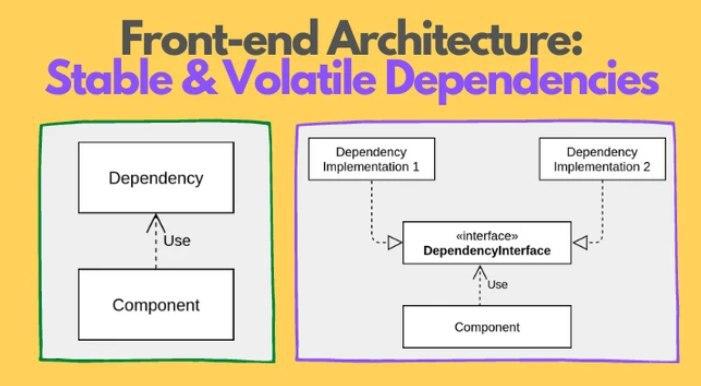 Front-end Architecture:
Stable & Volatile Dependencies
Dependency
Use
Component
Dependency
Implementation 1
Dependency
Implementation 2
«interface»
DependencyInterface
Use
Component